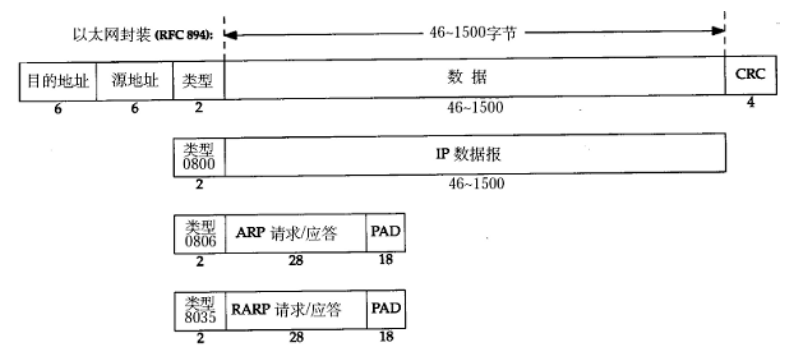 以太网封装 (RFC 894):
46~1500字节
目的地址 源地址 类型 数 据 CRC
6 6 2 46~1500 4
类型
0800 IP 数据报
2 46~1500
类型
0806 ARP 请求/应答 PAD
2 28 18
类型
8035 RARP 请求/应答 PAD
2 28 18